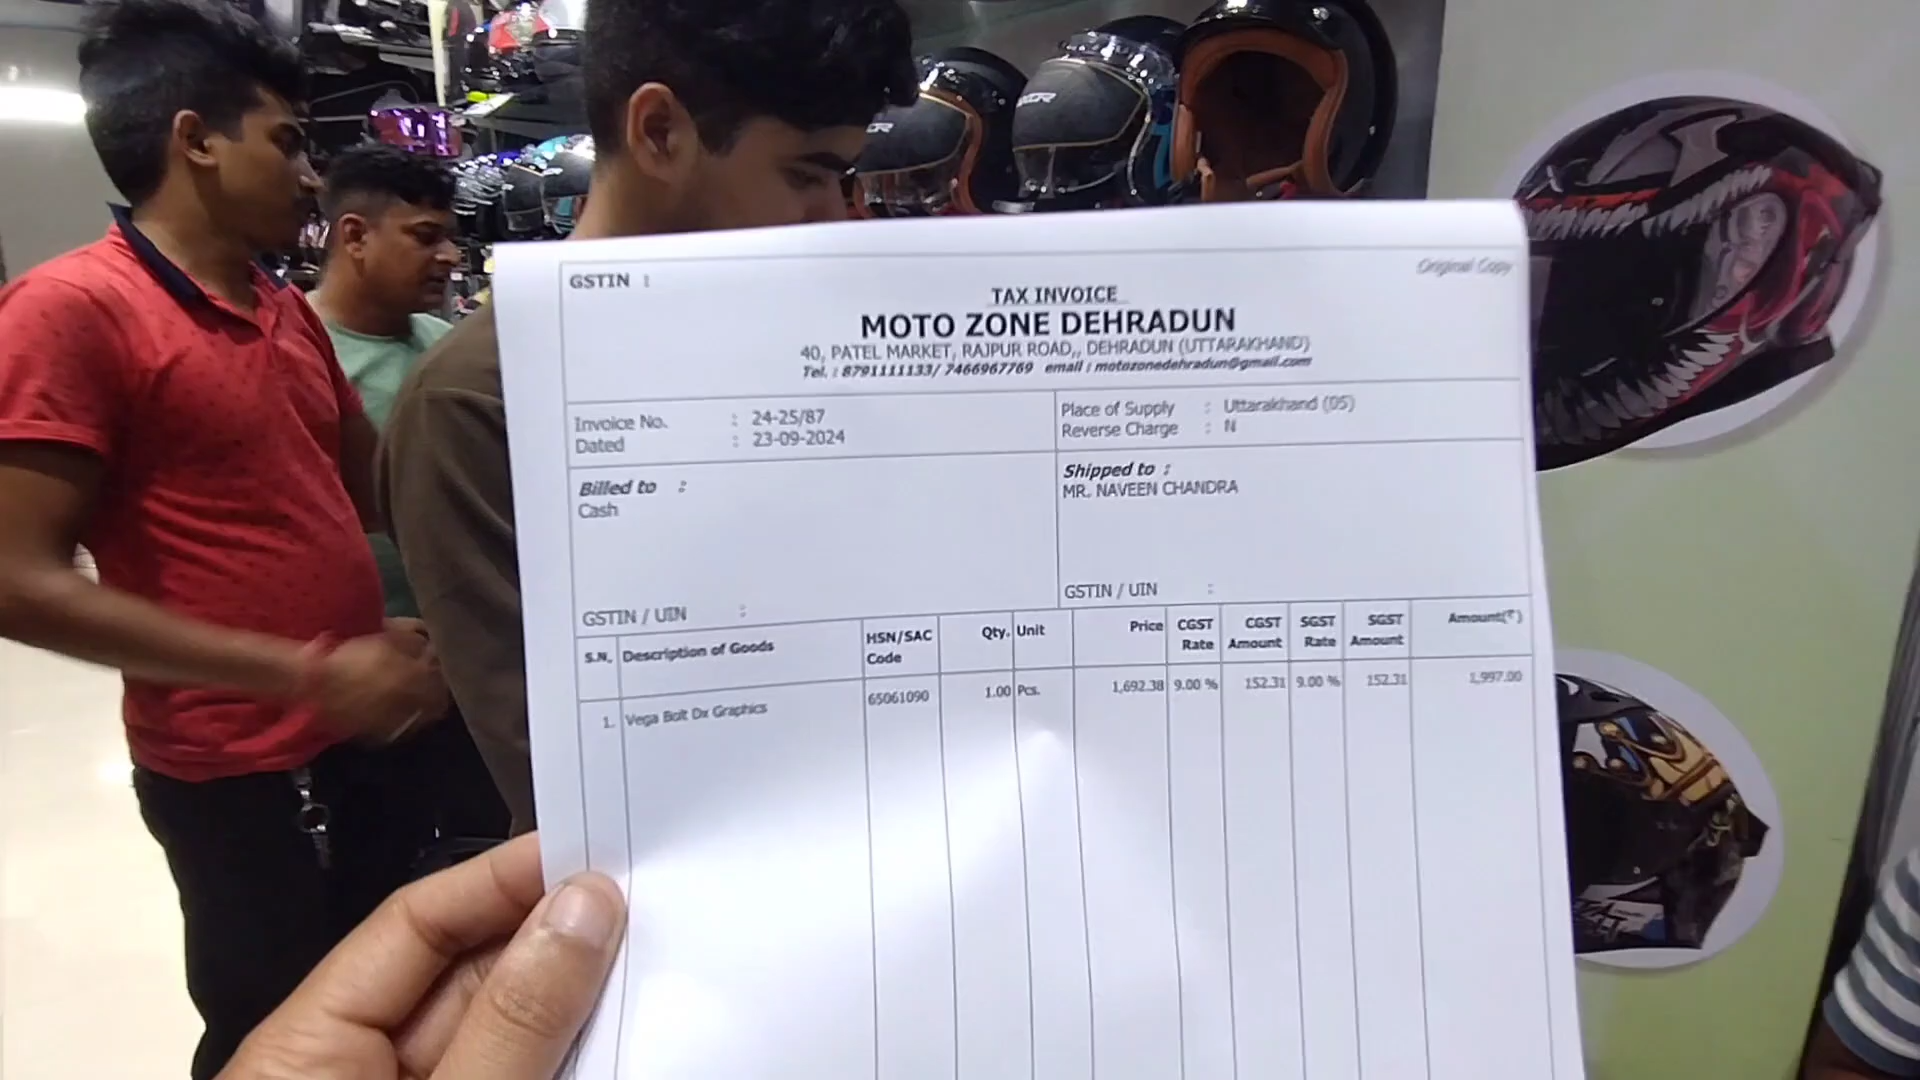 GSTIN :
Original Copy
TAX INVOICE
MOTO ZONE DEHRADUN
40, PATEL MARKET, RAJPUR ROAD,, DEHRADUN (UTTARAKHAND)
Tel. : 8791111133/ 7466967769 email : motozonedehradun@gmail.com
Invoice No. : 24-25/87
Dated : 23-09-2024
Place of Supply : Uttarakhand (05)
Reverse Charge : N
Billed to :
Cash
GSTIN / UIN :
Shipped to :
MR. NAVEEN CHANDRA
GSTIN / UIN :
S.N. Description of Goods HSN/SAC Code Qty. Unit Price CGST Rate CGST Amount SGST Rate SGST Amount Amount(₹)
1. Vega Bolt Dx Graphics 65061090 1.00 Pcs. 1,692.38 9.00 % 152.31 9.00 % 152.31 1,997.00